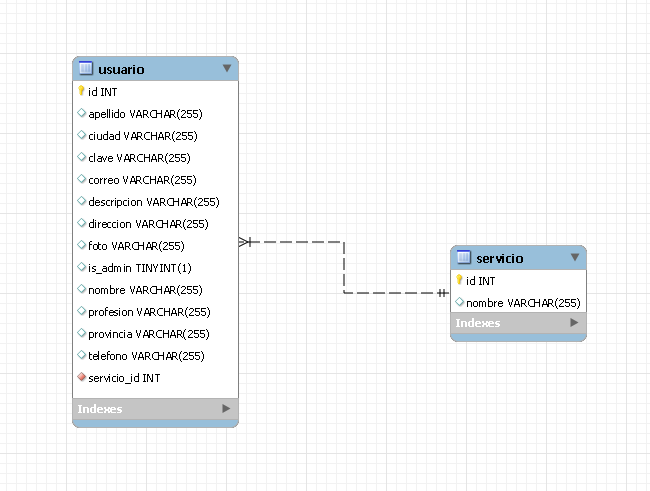 usuario
id INT
apellido VARCHAR(255)
ciudad VARCHAR(255)
clave VARCHAR(255)
correo VARCHAR(255)
descripcion VARCHAR(255)
direccion VARCHAR(255)
foto VARCHAR(255)
is_admin TINYINT(1)
nombre VARCHAR(255)
profesion VARCHAR(255)
provincia VARCHAR(255)
telefono VARCHAR(255)
servicio_id INT
Indexes
servicio
id INT
nombre VARCHAR(255)
Indexes